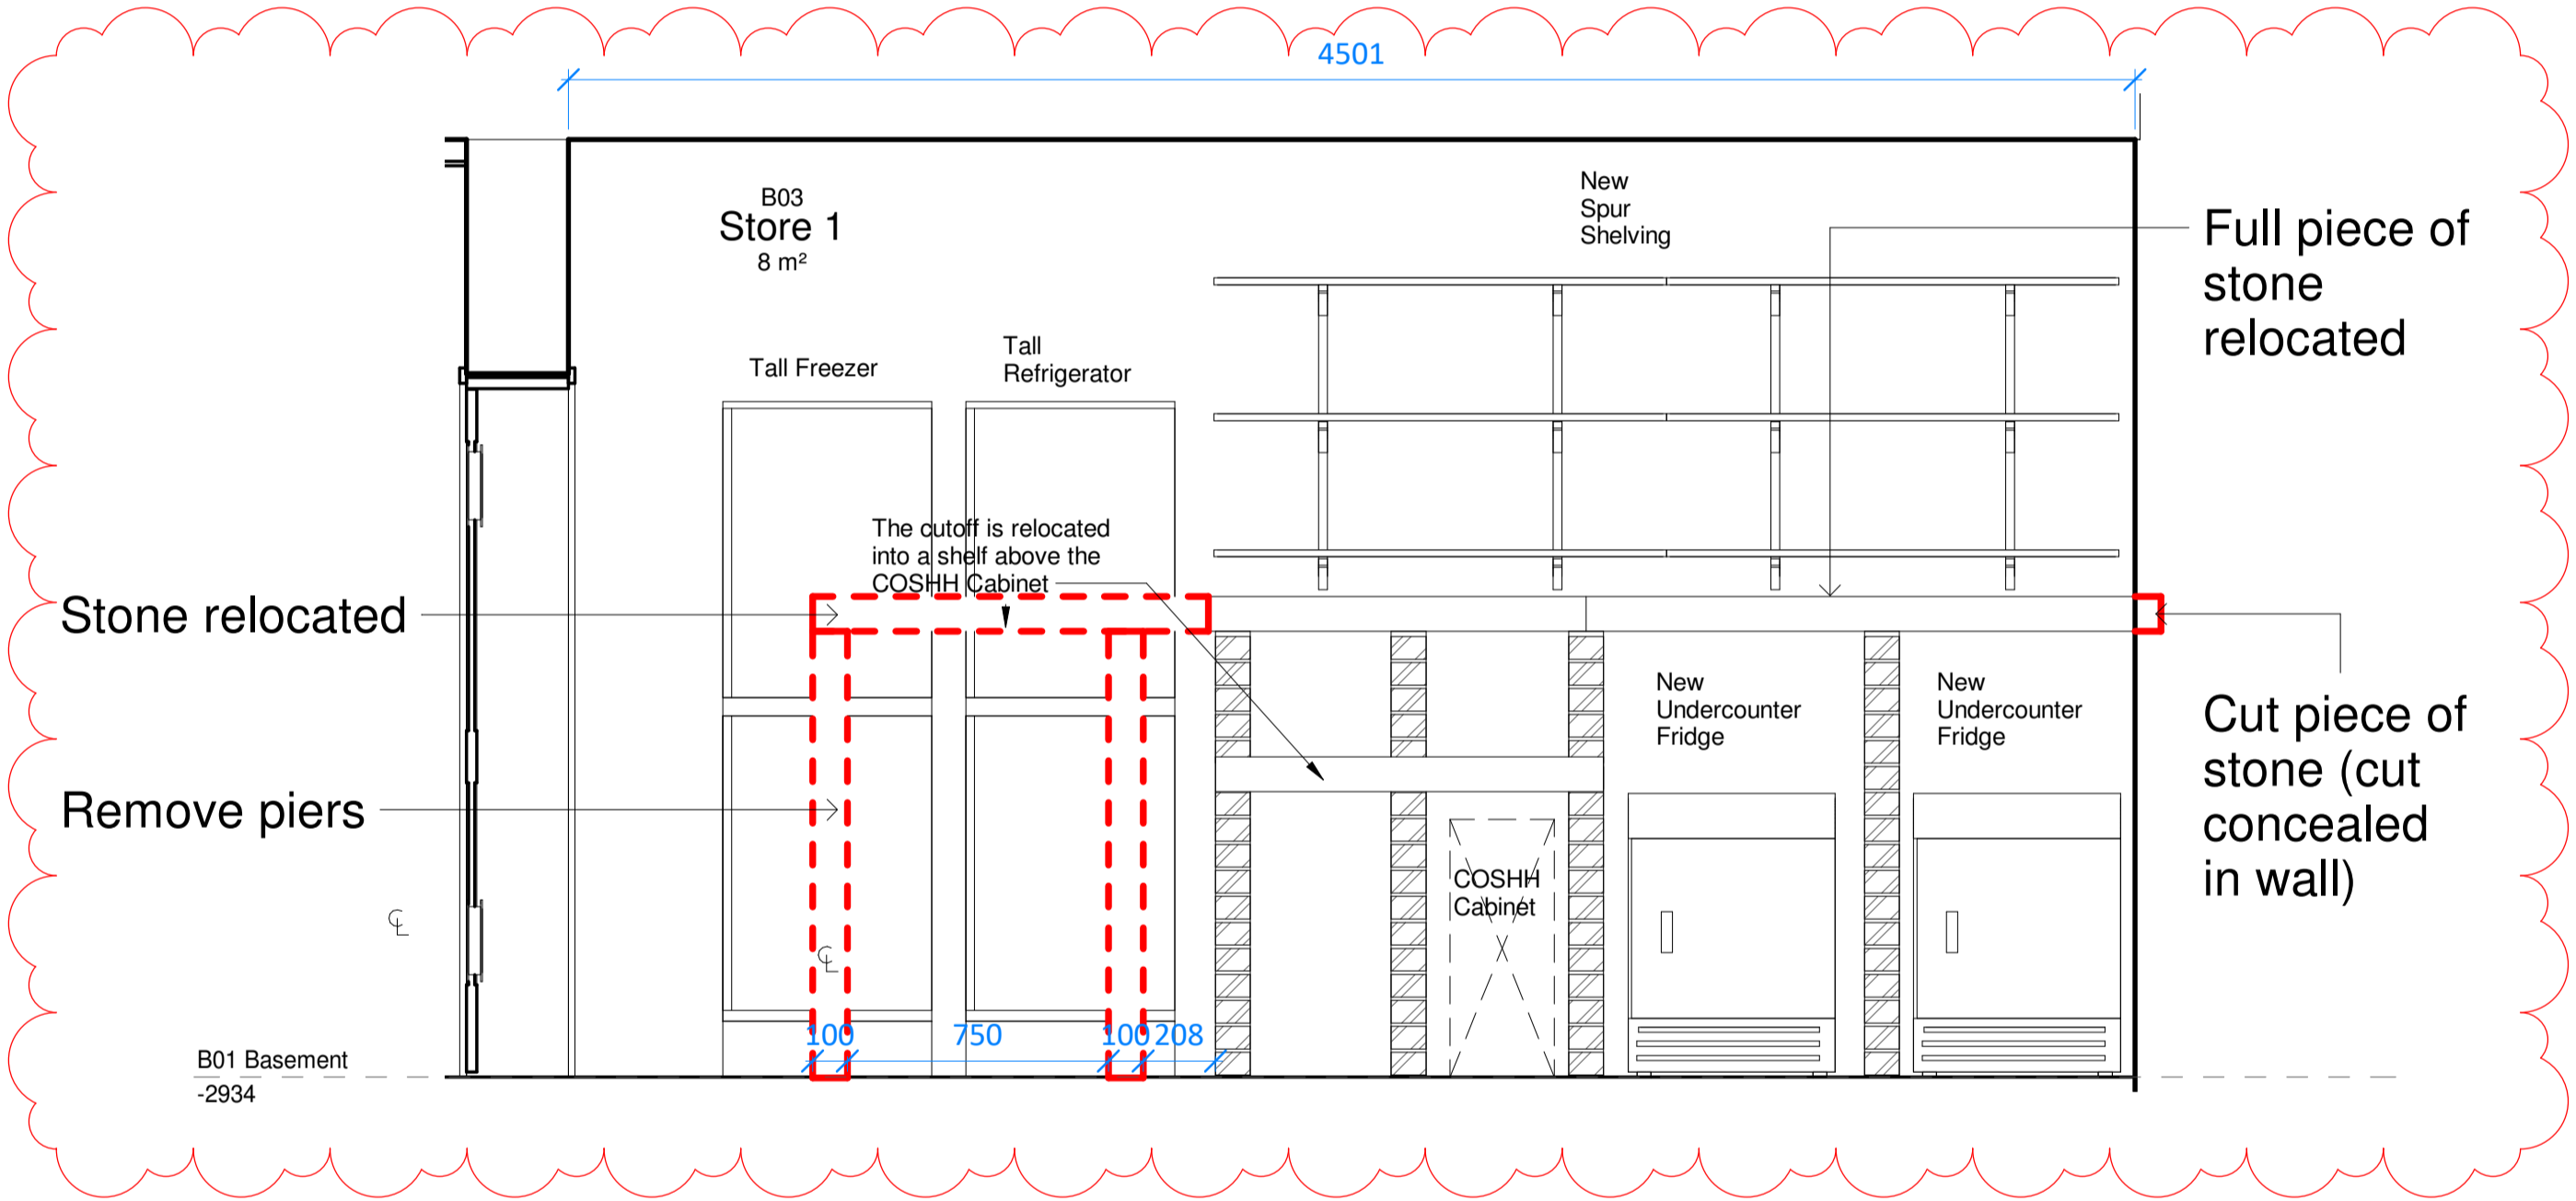 4501
B03
Store 1
8 m²
New
Spur
Shelving
Full piece of
stone
relocated
Tall Freezer
Tall
Refrigerator
The cutoff is relocated
into a shelf above the
COSHH Cabinet
Stone relocated
New
Undercounter
Fridge
New
Undercounter
Fridge
Cut piece of
stone (cut
concealed
in wall)
Remove piers
COSHH
Cabinet
℄
℄
100
750
100
208
B01 Basement
-2934